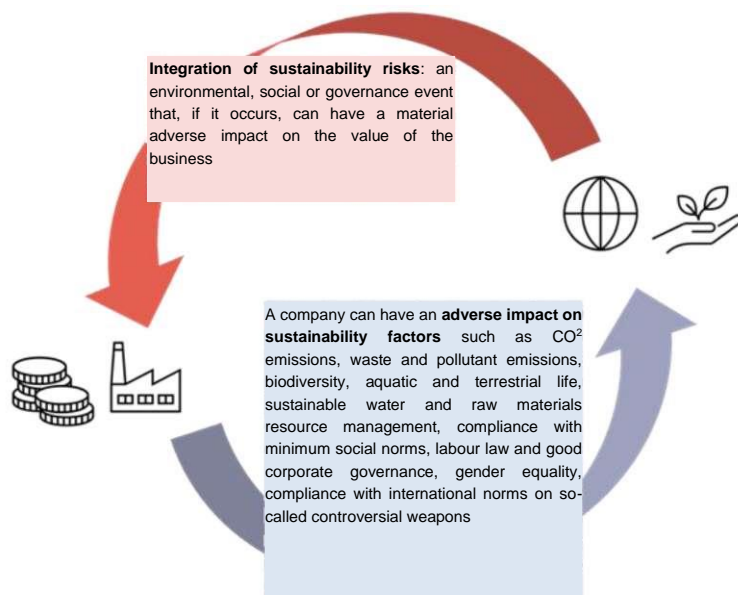 Integration of sustainability risks: an
environmental, social or governance event
that, if it occurs, can have a material
adverse impact on the value of the
business
A company can have an adverse impact on
sustainability factors such as CO²
emissions, waste and pollutant emissions,
biodiversity, aquatic and terrestrial life,
sustainable water and raw materials
resource management, compliance with
minimum social norms, labour law and good
corporate governance, gender equality,
compliance with international norms on so-
called controversial weapons